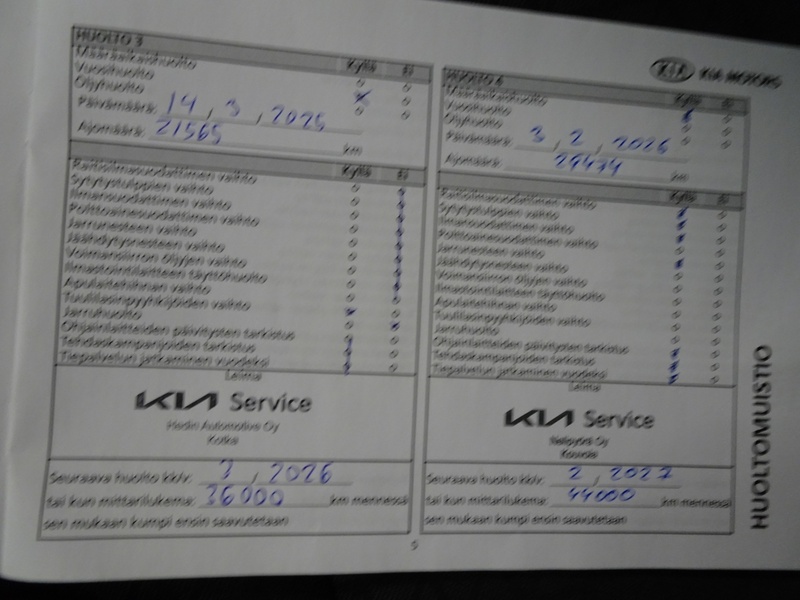 HUOLTO 3
Kyllä Ei
Määräaikaishuolto
Vuosihuolto
Öljyhuolto
Päivämäärä: 14 , 3 , 2025
Ajomäärä: 21565 km
Kyllä Ei
Raitisilmasuodattimen vaihto
Sytytystulppien vaihto
Ilmansuodattimen vaihto
Polttoainesuodattimen vaihto
Jarrunesteen vaihto
Jäähdytysnesteen vaihto
Voimansiirron öljyjen vaihto
Ilmastointilaitteen täyttöhuolto
Apulaitehihnan vaihto
Tuulilasinpyyhkijöiden vaihto
Jarruhuolto
Ohjainlaitteiden päivitysten tarkistus
Tehdaskampanjoiden tarkistus
Tiepalvelun jatkaminen vuodeksi
Leima
KIA Service
Hedin Automotive Oy
Kotka
Seuraava huolto kk/v: 3 , 2026
tai kun mittarilukema: 36000 km mennessä
sen mukaan kumpi ensin saavutetaan
KIA KIA MOTORS
HUOLTO 4
Kyllä Ei
Määräaikaishuolto
Vuosihuolto
Öljyhuolto
Päivämäärä: 3 , 2 , 2026
Ajomäärä: 29474 km
Kyllä Ei
Raitisilmasuodattimen vaihto
Sytytystulppien vaihto
Ilmansuodattimen vaihto
Polttoainesuodattimen vaihto
Jarrunesteen vaihto
Jäähdytysnesteen vaihto
Voimansiirron öljyjen vaihto
Ilmastointilaitteen täyttöhuolto
Apulaitehihnan vaihto
Tuulilasinpyyhkijöiden vaihto
Jarruhuolto
Ohjainlaitteiden päivitysten tarkistus
Tehdaskampanjoiden tarkistus
Tiepalvelun jatkaminen vuodeksi
Leima
KIA Service
Nelipyörä Oy
Kouvola
Seuraava huolto kk/v: 2 , 2027
tai kun mittarilukema: 44000 km mennessä
sen mukaan kumpi ensin saavutetaan
HUOLTOMUISTIO